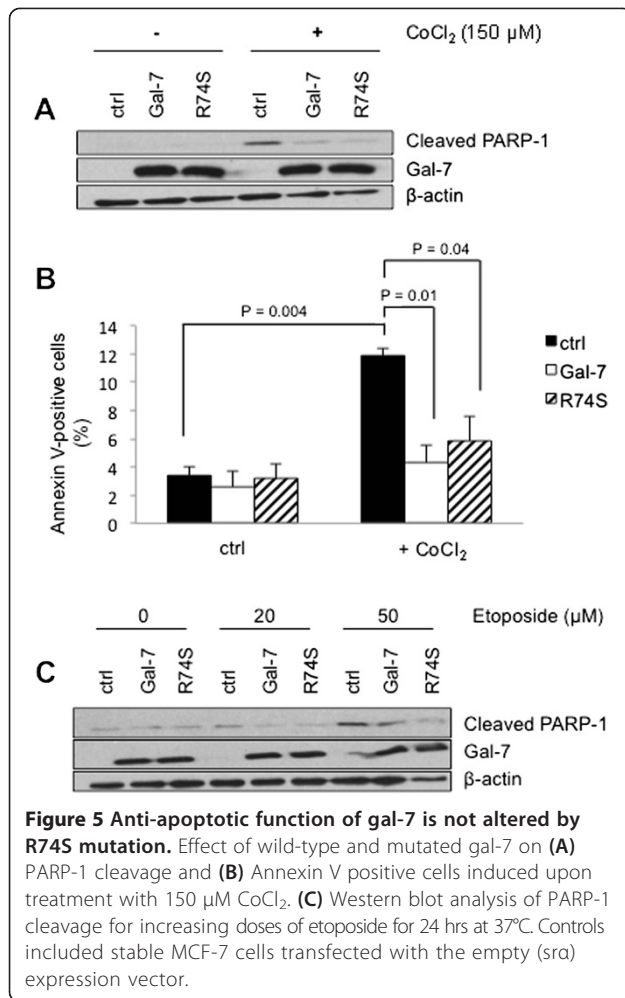 - + CoCl₂ (150 µM)
ctrl Gal-7 R74S ctrl Gal-7 R74S
A
Cleaved PARP-1
Gal-7
β-actin
B
P = 0.04
P = 0.01
P = 0.004
Annexin V-positive cells (%)
14
12
10
8
6
4
2
0
ctrl
Gal-7
R74S
ctrl + CoCl₂
0 20 50 Etoposide (µM)
ctrl Gal-7 R74S ctrl Gal-7 R74S ctrl Gal-7 R74S
C
Cleaved PARP-1
Gal-7
β-actin
Figure 5 Anti-apoptotic function of gal-7 is not altered by
R74S mutation. Effect of wild-type and mutated gal-7 on (A)
PARP-1 cleavage and (B) Annexin V positive cells induced upon
treatment with 150 µM CoCl₂. (C) Western blot analysis of PARP-1
cleavage for increasing doses of etoposide for 24 hrs at 37°C. Controls
included stable MCF-7 cells transfected with the empty (srα)
expression vector.